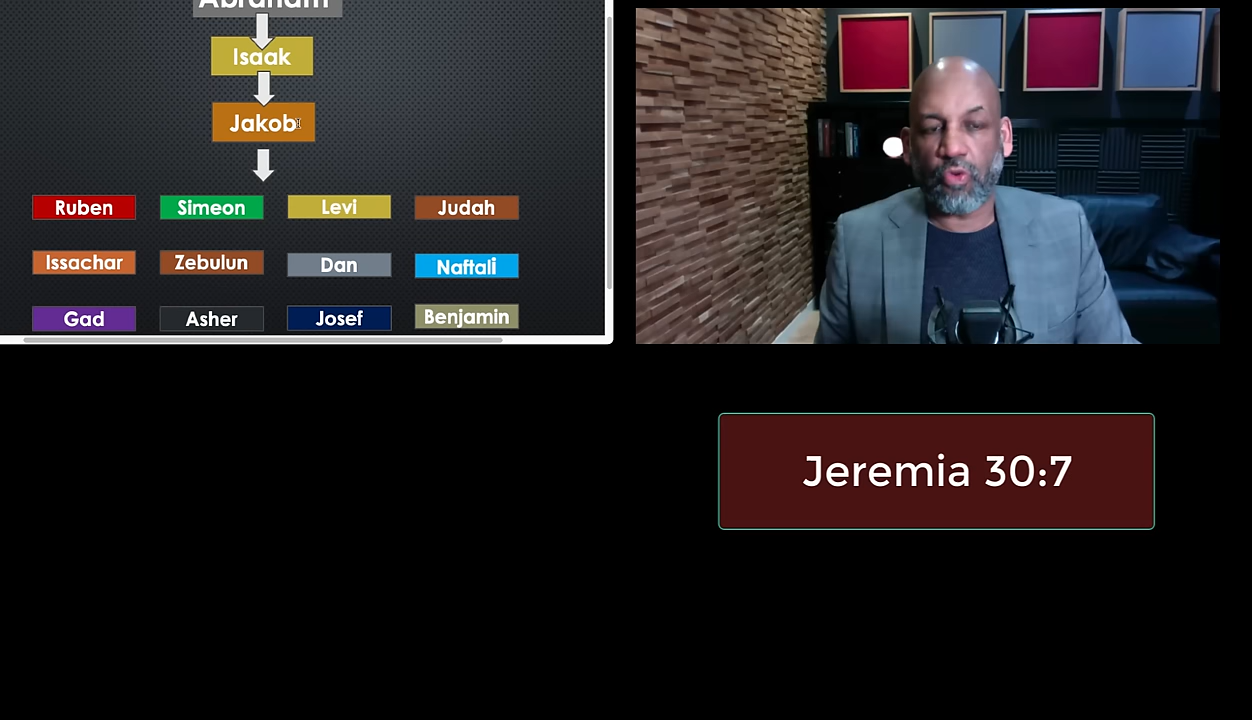 Abraham
Isaak
Jakob
Ruben
Simeon
Levi
Judah
Issachar
Zebulun
Dan
Naftali
Gad
Asher
Josef
Benjamin
Jeremia 30:7